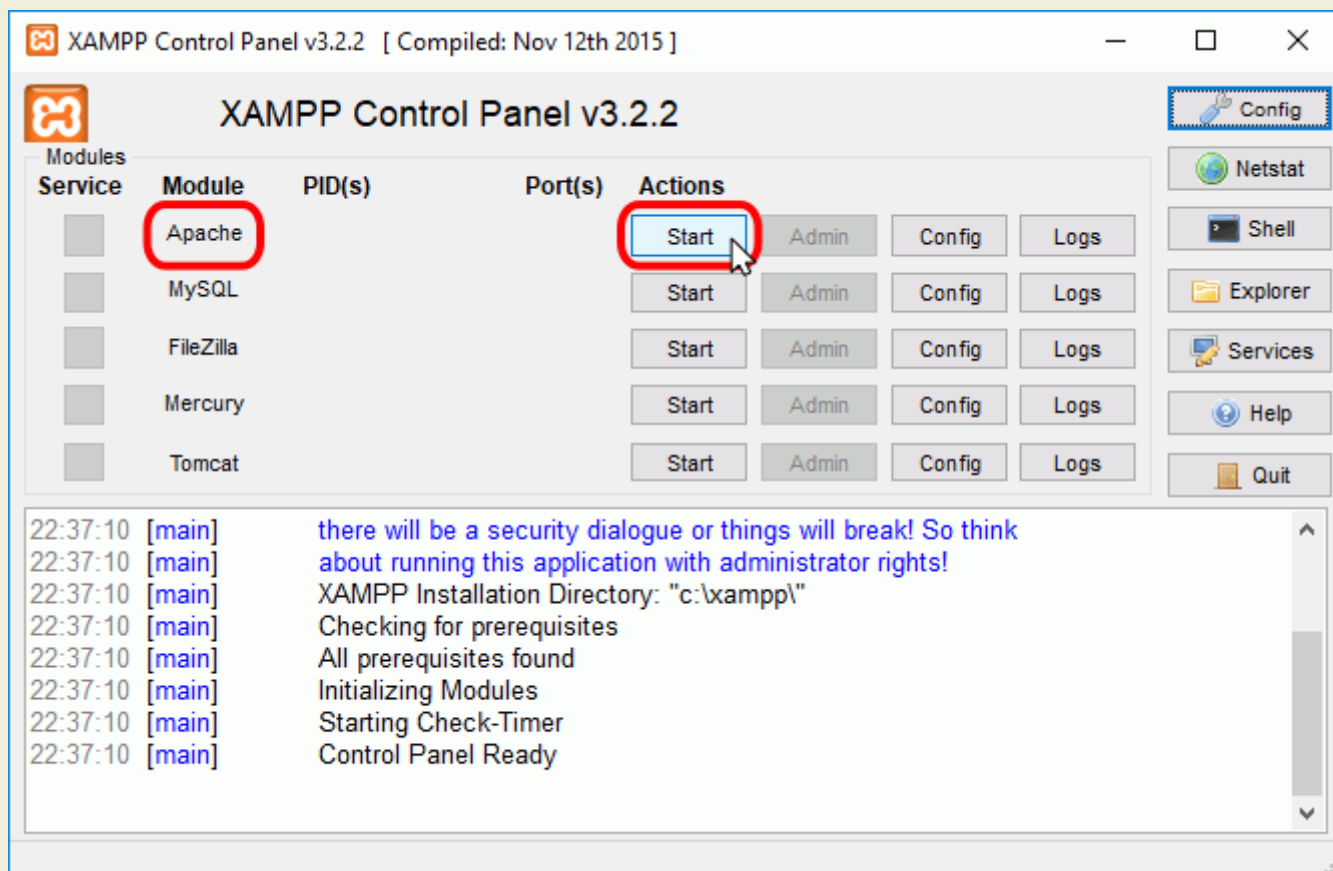 XAMPP Control Panel v3.2.2 [ Compiled: Nov 12th 2015 ]
XAMPP Control Panel v3.2.2
Config
Modules
Netstat
Service Module PID(s) Port(s) Actions
Apache Start Admin Config Logs
Shell
MySQL Start Admin Config Logs
Explorer
FileZilla Start Admin Config Logs
Services
Mercury Start Admin Config Logs
Help
Tomcat Start Admin Config Logs
Quit
22:37:10 [main] there will be a security dialogue or things will break! So think
22:37:10 [main] about running this application with administrator rights!
22:37:10 [main] XAMPP Installation Directory: "c:\xampp\"
22:37:10 [main] Checking for prerequisites
22:37:10 [main] All prerequisites found
22:37:10 [main] Initializing Modules
22:37:10 [main] Starting Check-Timer
22:37:10 [main] Control Panel Ready